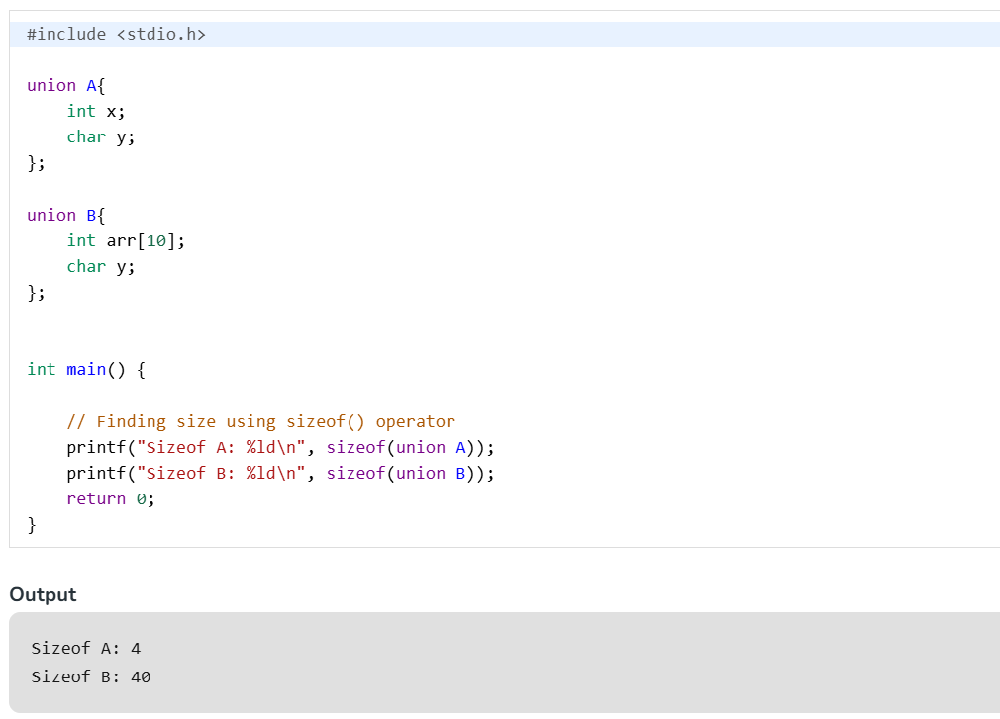 #include <stdio.h>
union A{
    int x;
    char y;
};
union B{
    int arr[10];
    char y;
};
int main() {
    // Finding size using sizeof() operator
    printf("Sizeof A: %ld\n", sizeof(union A));
    printf("Sizeof B: %ld\n", sizeof(union B));
    return 0;
}
Output
Sizeof A: 4
Sizeof B: 40